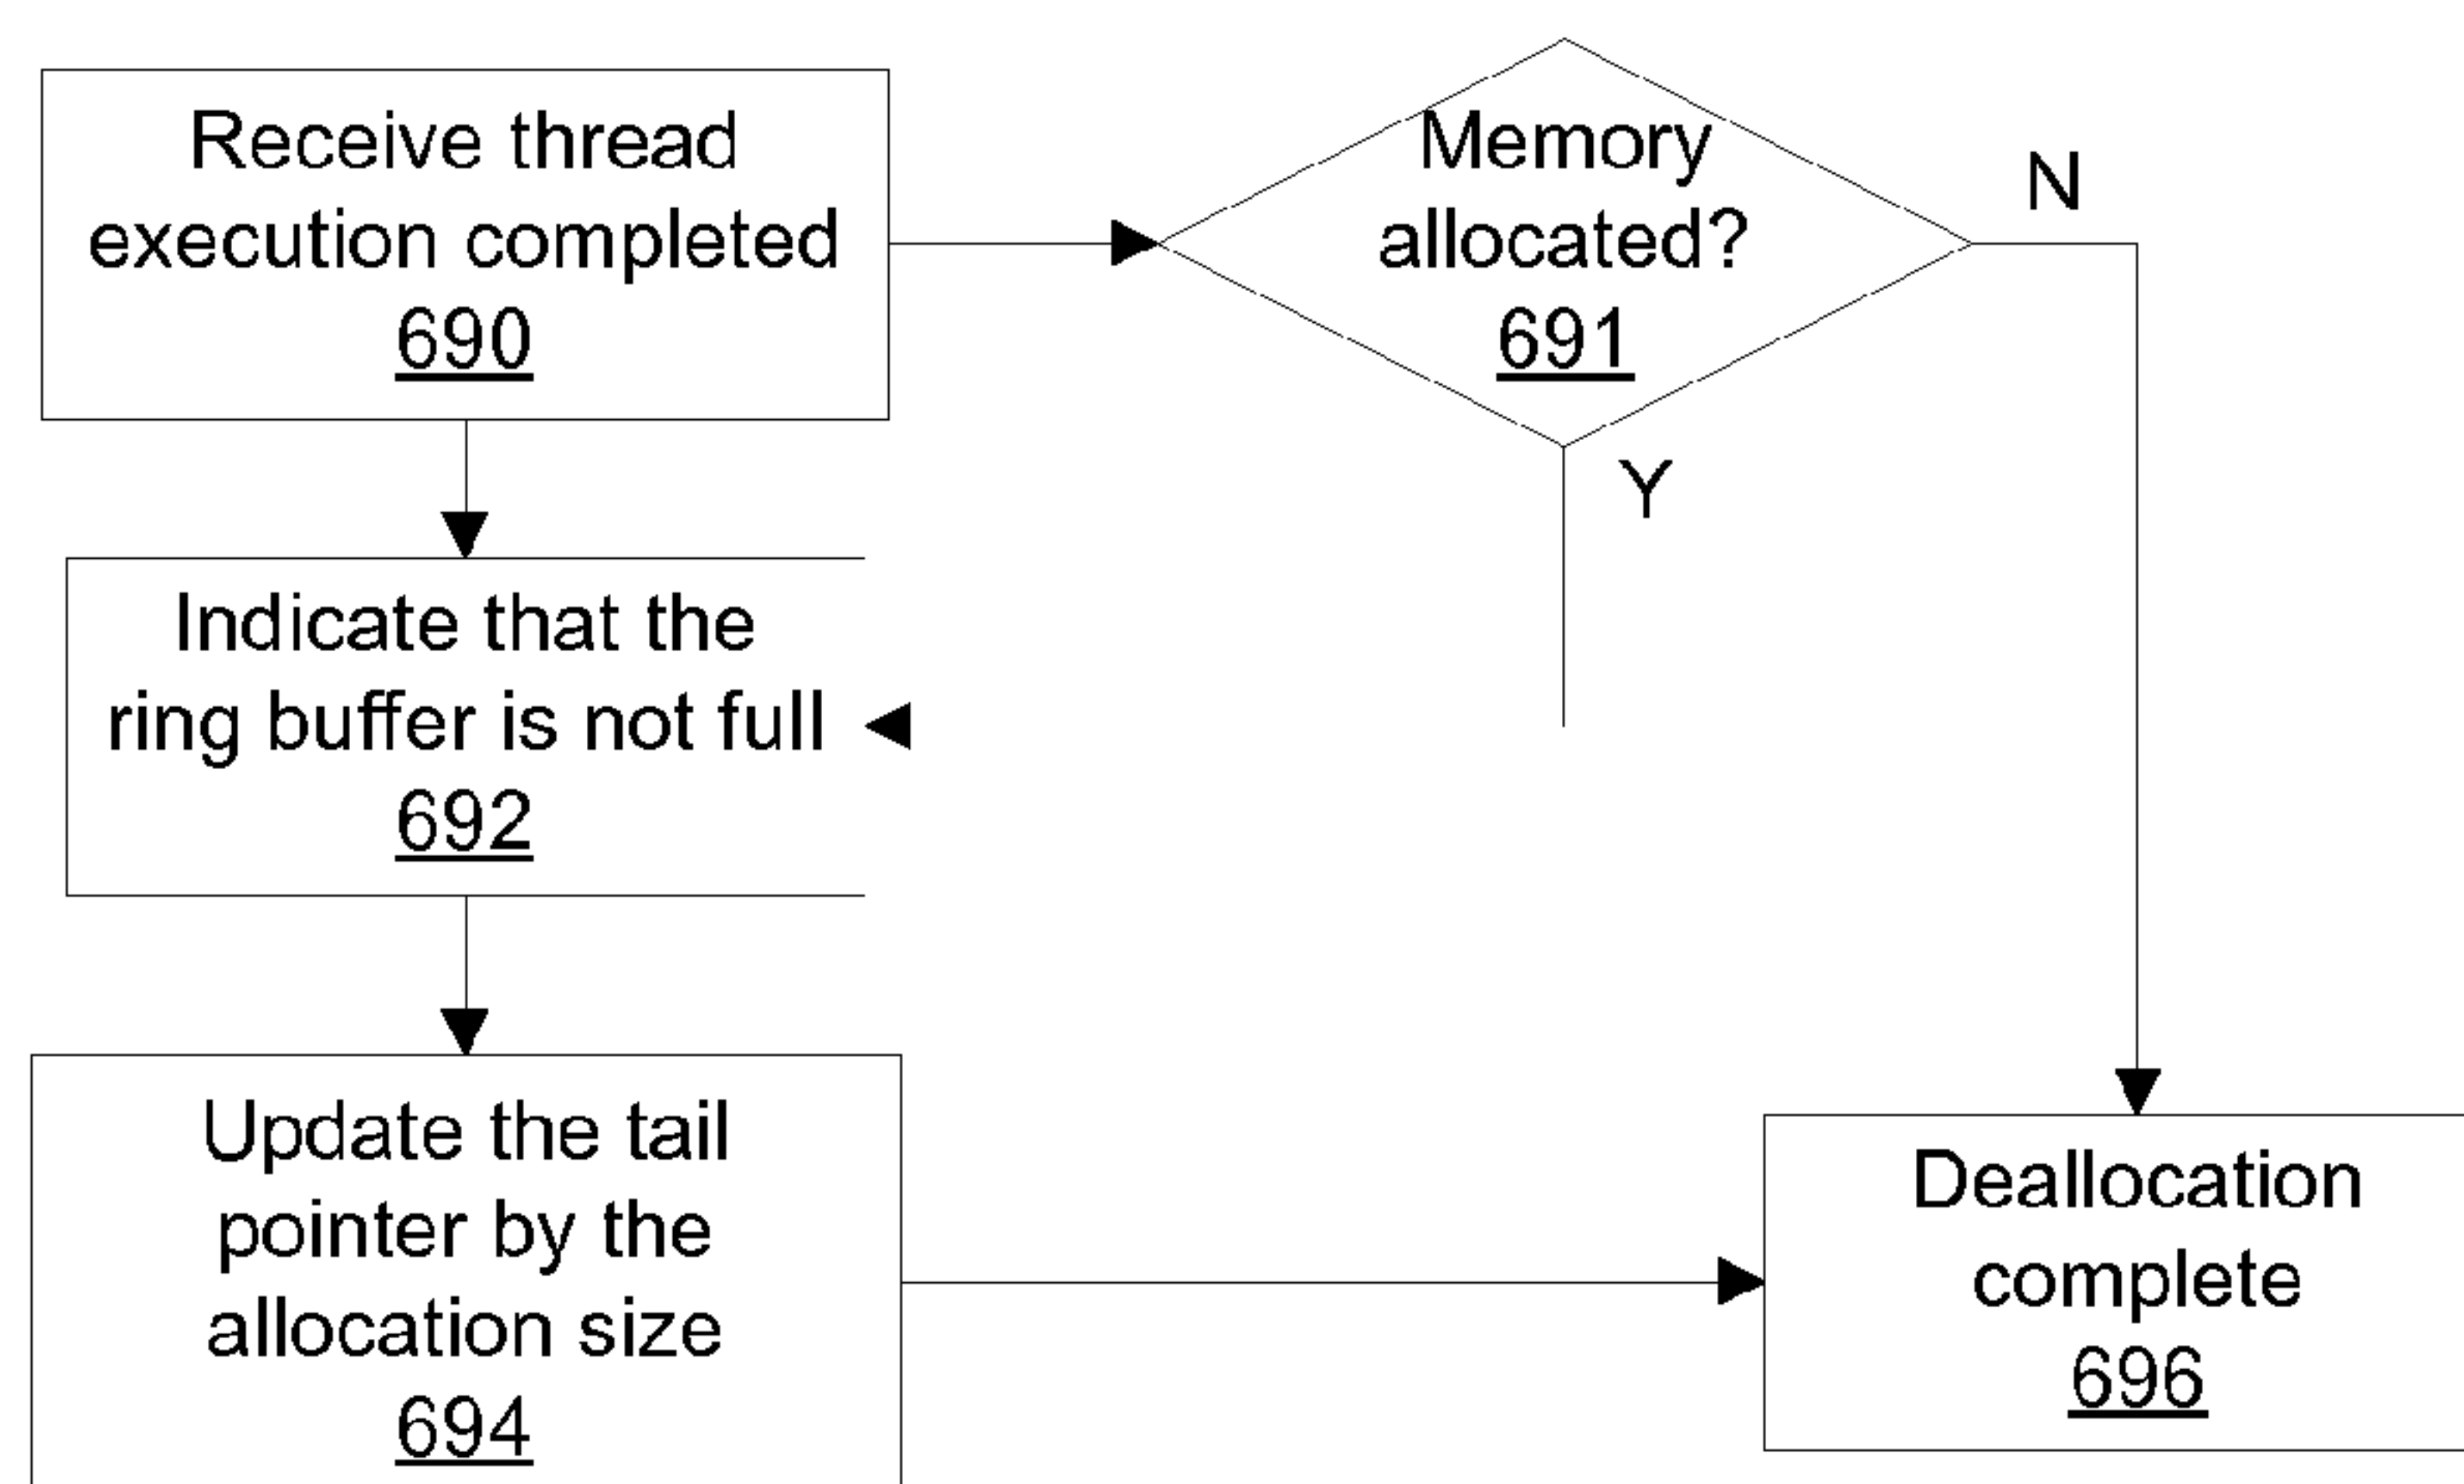 Receive thread
execution completed
690
Memory
allocated?
691
N
Y
Indicate that the
ring buffer is not full
692
Update the tail
pointer by the
allocation size
694
Deallocation
complete
696